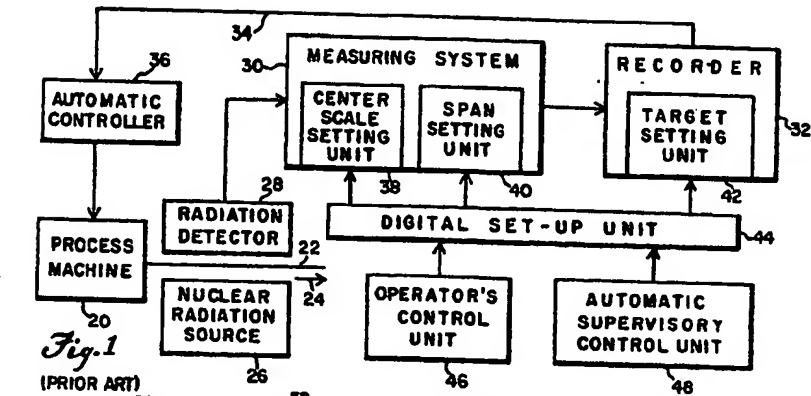 34
36
AUTOMATIC
CONTROLLER
30
MEASURING SYSTEM
CENTER
SCALE
SETTING
UNIT
38
SPAN
SETTING
UNIT
40
RECORDER
TARGET
SETTING
UNIT
42
32
28
RADIATION
DETECTOR
DIGITAL SET-UP UNIT
44
PROCESS
MACHINE
20
22
24
NUCLEAR
RADIATION
SOURCE
26
OPERATOR'S
CONTROL
UNIT
46
AUTOMATIC
SUPERVISORY
CONTROL UNIT
48
Fig.1
(PRIOR ART)